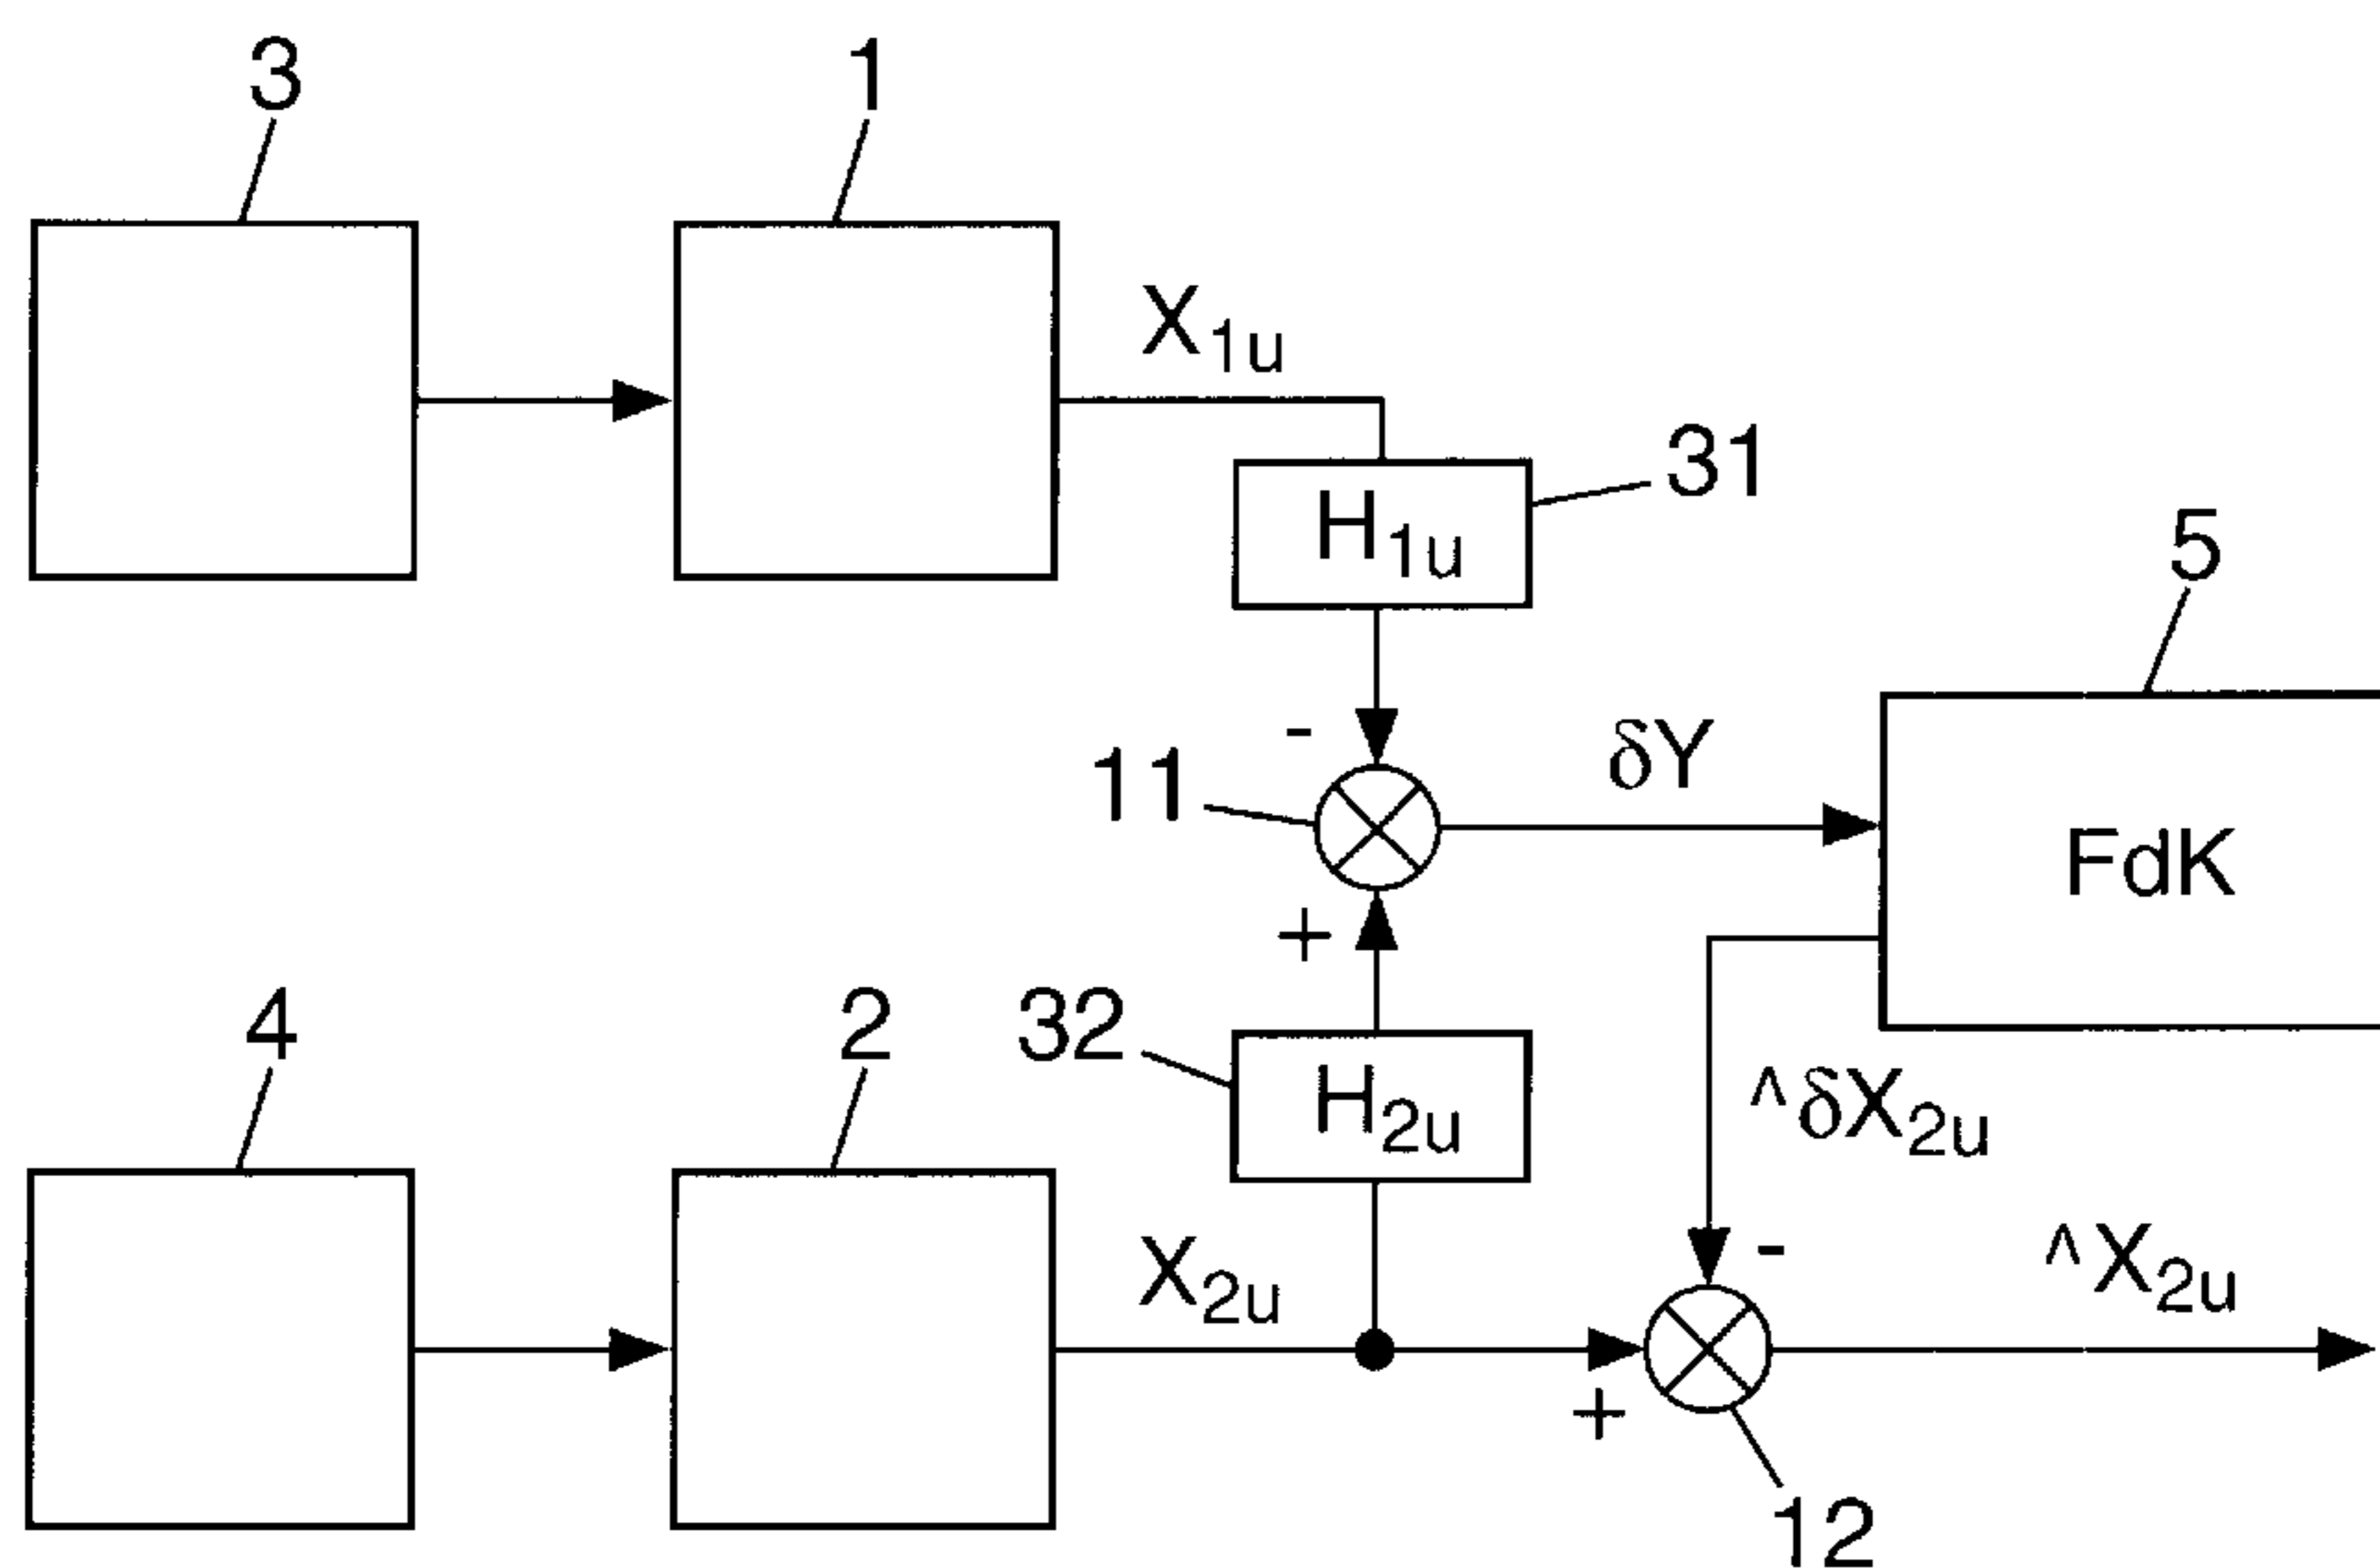 3
1
X1u
31
H1u
5
-
δY
11
FdK
+
4
2
32
H2u
^δX2u
X2u
-
^X2u
+
12